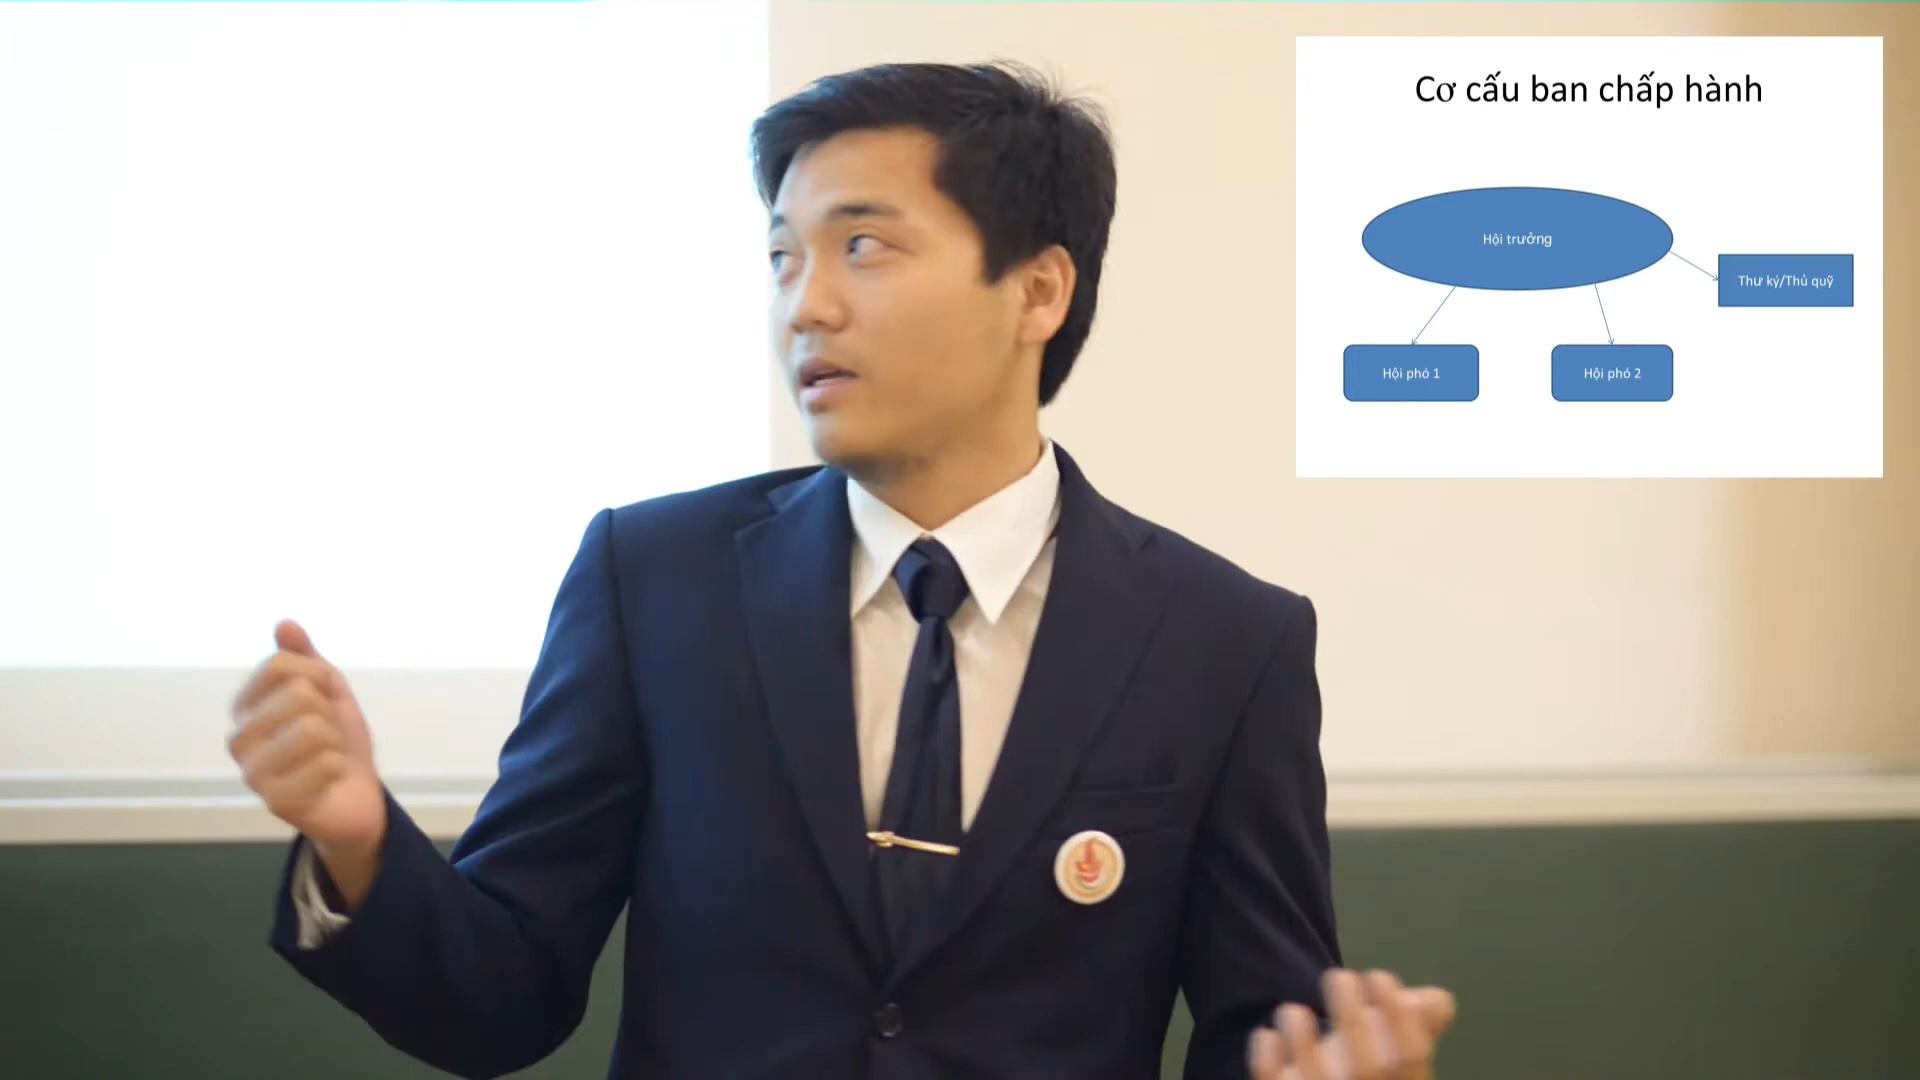 Cơ cấu ban chấp hành
Hội trưởng
Thư ký/Thủ quỹ
Hội phó 1
Hội phó 2